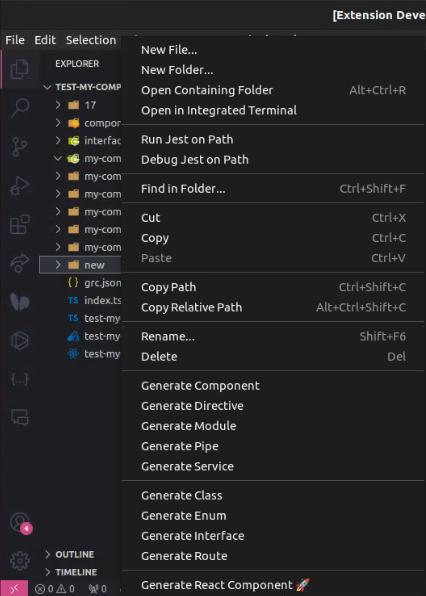 [Extension Deve
File Edit Selection
EXPLORER
TEST-MY-COMP
17
compon
interfac
my-com
my-com
my-com
my-com
my-com
my-com
new
{ } grc.json
TS index.ts
TS test-my
test-my
test-my
OUTLINE
TIMELINE
4
0 0 0
New File...
New Folder...
Open Containing Folder Alt+Ctrl+R
Open in Integrated Terminal
Run Jest on Path
Debug Jest on Path
Find in Folder... Ctrl+Shift+F
Cut Ctrl+X
Copy Ctrl+C
Paste Ctrl+V
Copy Path Ctrl+Shift+C
Copy Relative Path Alt+Ctrl+Shift+C
Rename... Shift+F6
Delete Del
Generate Component
Generate Directive
Generate Module
Generate Pipe
Generate Service
Generate Class
Generate Enum
Generate Interface
Generate Route
Generate React Component 🚀